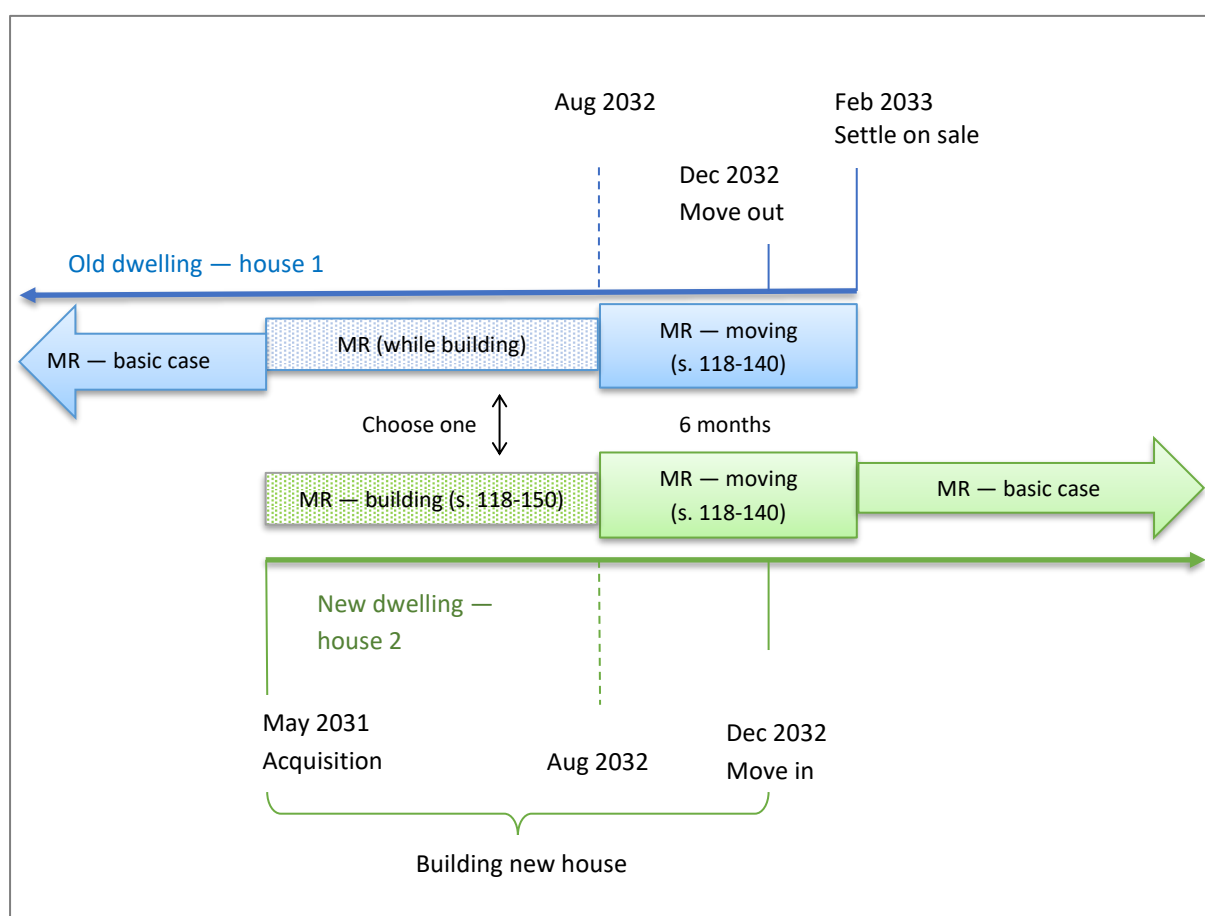 Aug 2032
Feb 2033
Settle on sale
Dec 2032
Move out
Old dwelling — house 1
MR — basic case
MR (while building)
MR — moving
(s. 118-140)
Choose one
6 months
MR — building (s. 118-150)
MR — moving
(s. 118-140)
MR — basic case
New dwelling —
house 2
May 2031
Acquisition
Aug 2032
Dec 2032
Move in
Building new house